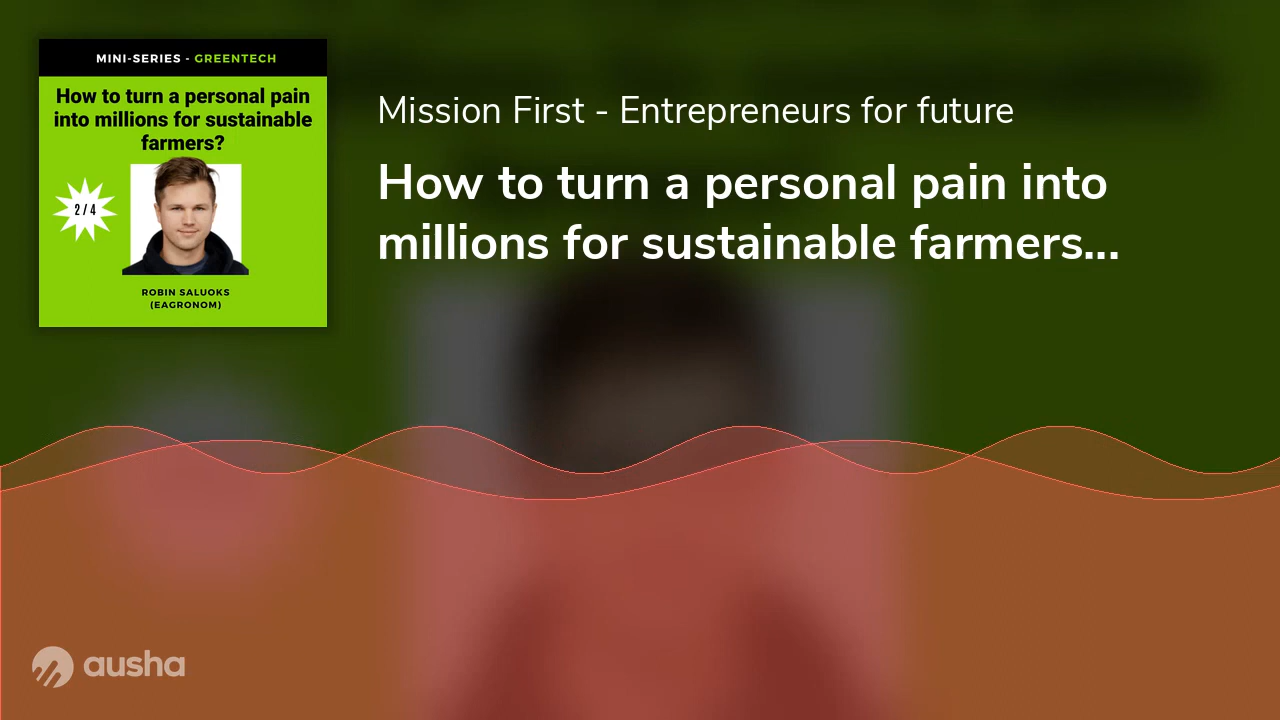 MINI-SERIES - GREENTECH
How to turn a personal pain
into millions for sustainable
farmers?
2 / 4
ROBIN SALUOKS
(EAGRONOM)
Mission First - Entrepreneurs for future
How to turn a personal pain into
millions for sustainable farmers...
ausha